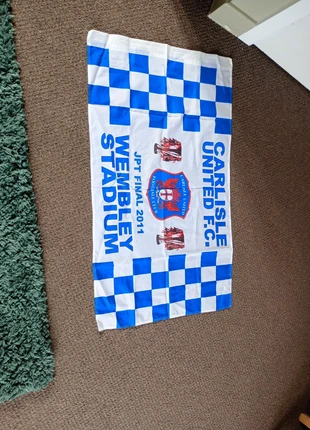 CARLISLE
UNITED F.C.
JPT FINAL 2011
WEMBLEY
STADIUM